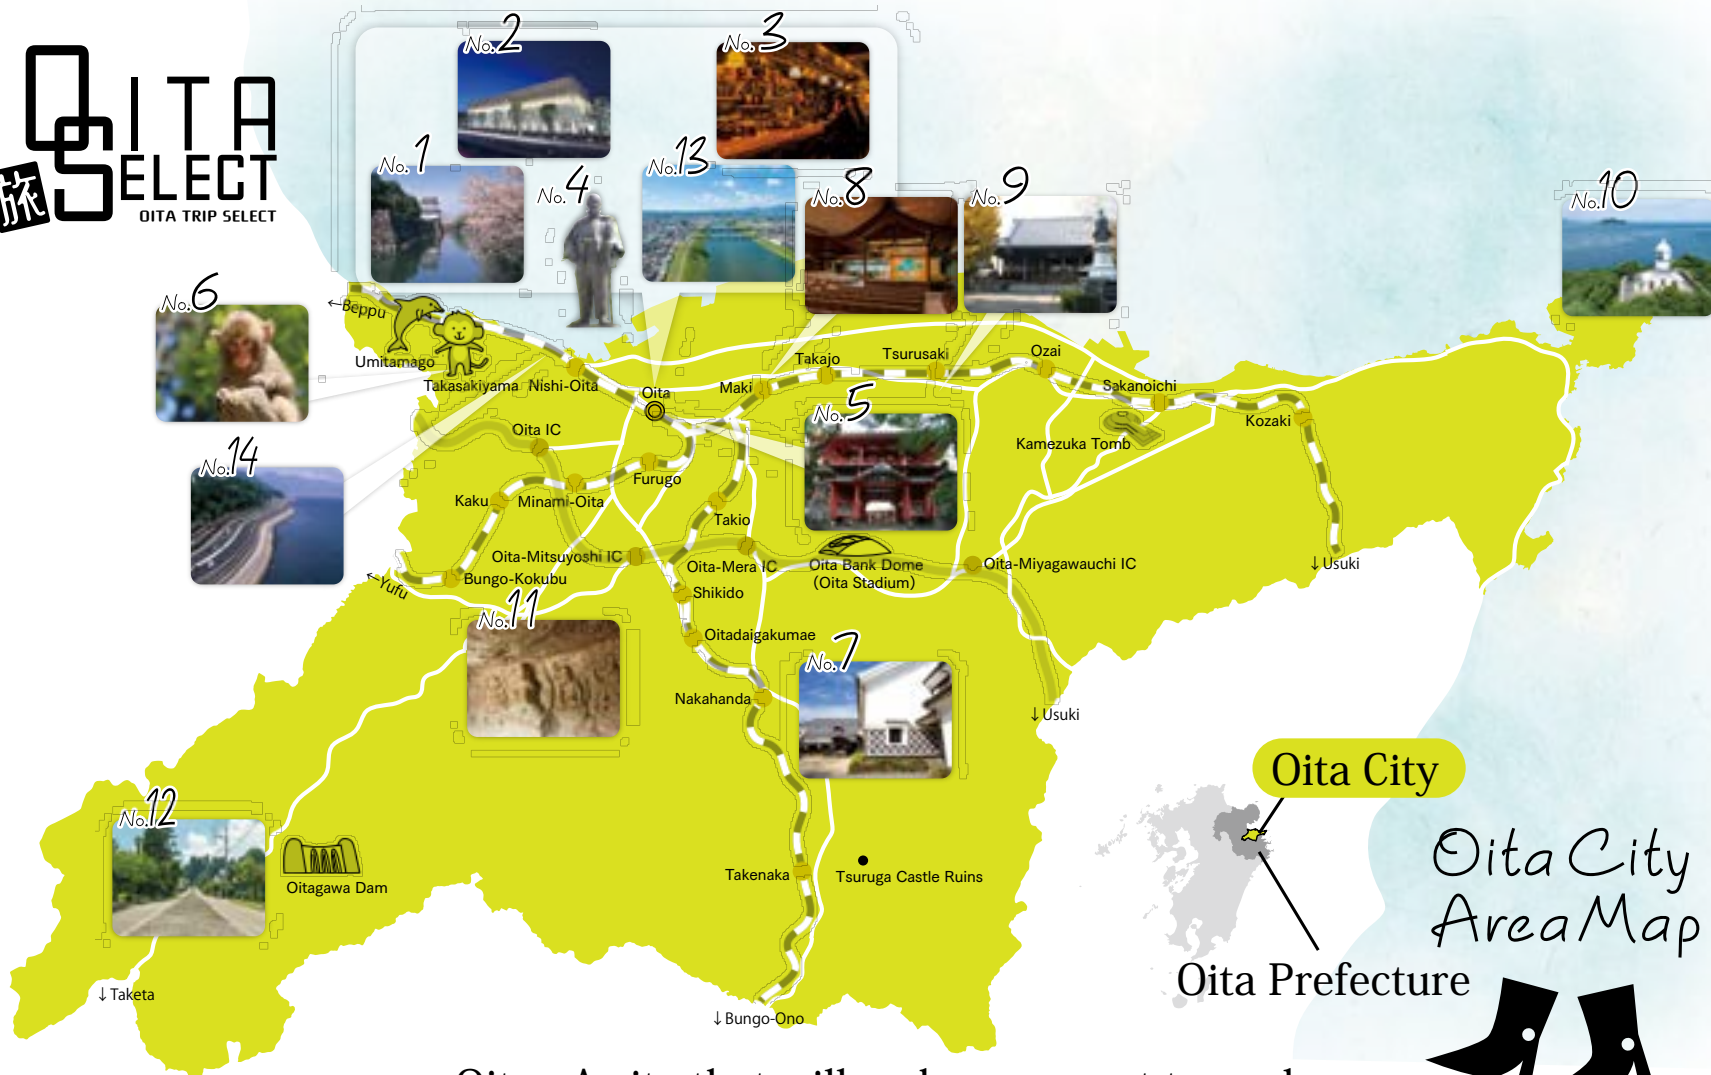 OITA
SELECT
旅
OITA TRIP SELECT
No.2
No.3
No.1
No.4
No.13
No.8
No.9
No.10
No.6
←Beppu
Umitamago
Takasakiyama
Nishi-Oita
Oita
Maki
Takajo
Tsurusaki
Ozai
Sakanoichi
Kozaki
No.5
Kamezuka Tomb
Oita IC
No.14
Furugo
Kaku
Minami-Oita
Takio
Oita-Mitsuyoshi IC
Oita-Mera IC
Oita Bank Dome
(Oita Stadium)
Oita-Miyagawauchi IC
↓Usuki
←Yufu
Bungo-Kokubu
Shikido
No.11
Oitadaigakumae
No.7
Nakahanda
↓Usuki
Oita City
No.12
Oitagawa Dam
Takenaka
Tsuruga Castle Ruins
Oita City
Area Map
Oita Prefecture
↓Taketa
↓Bungo-Ono